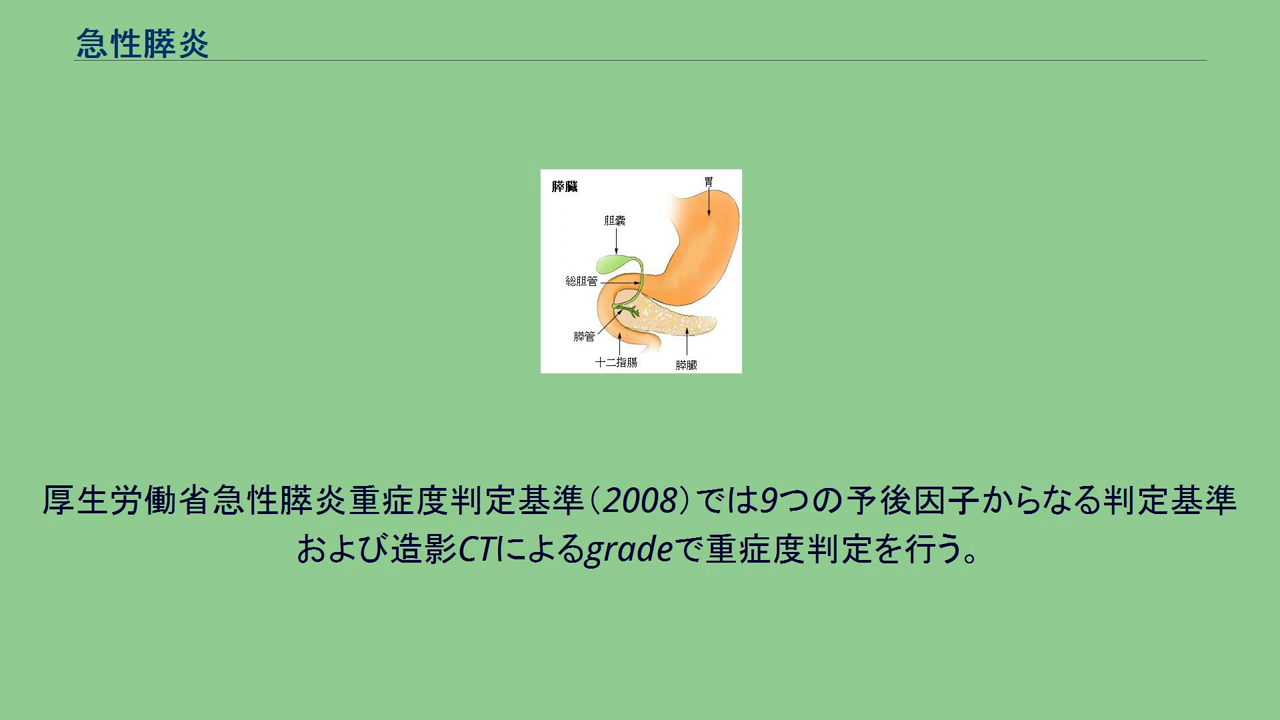 急性膵炎
膵臓
胃
胆嚢
総胆管
膵管
十二指腸
膵臓
厚生労働省急性膵炎重症度判定基準（2008）では9つの予後因子からなる判定基準
および造影CTによるgradeで重症度判定を行う。